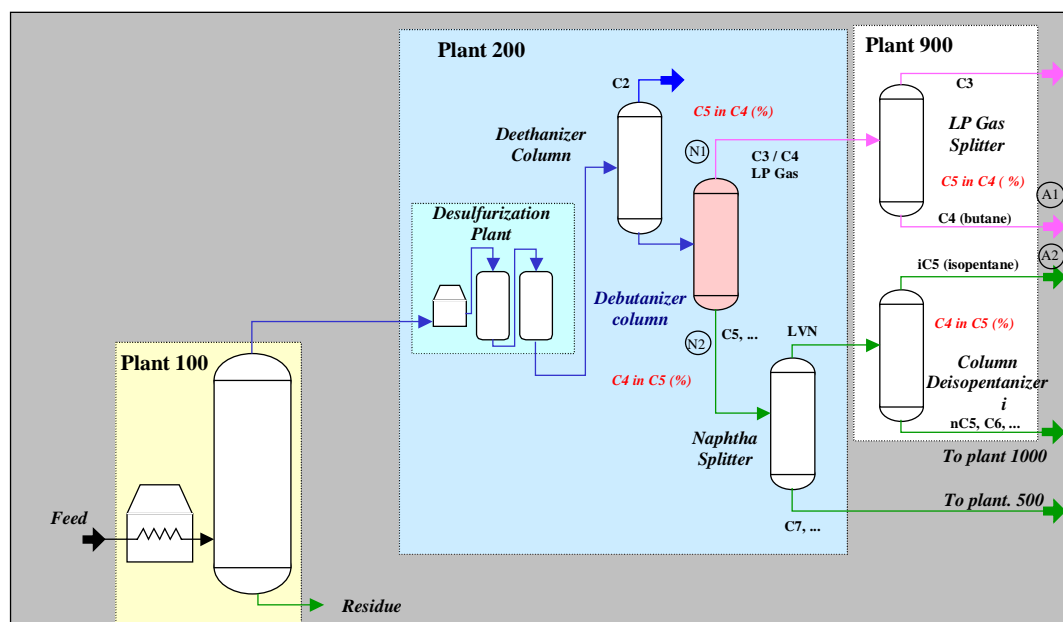 Plant 200
Plant 900
C2
C3
C5 in C4 (%)
Deethanizer
Column
LP Gas
Splitter
N1
C3 / C4
LP Gas
C5 in C4 ( %)
A1
C4 (butane)
Desulfurization
Plant
A2
iC5 (isopentane)
Debutanizer
column
N2
C5, ...
LVN
C4 in C5 (%)
Plant 100
C4 in C5 (%)
Column
Deisopentanizer
i
nC5, C6, ...
Naphtha
Splitter
To plant 1000
To plant. 500
Feed
C7, ...
Residue